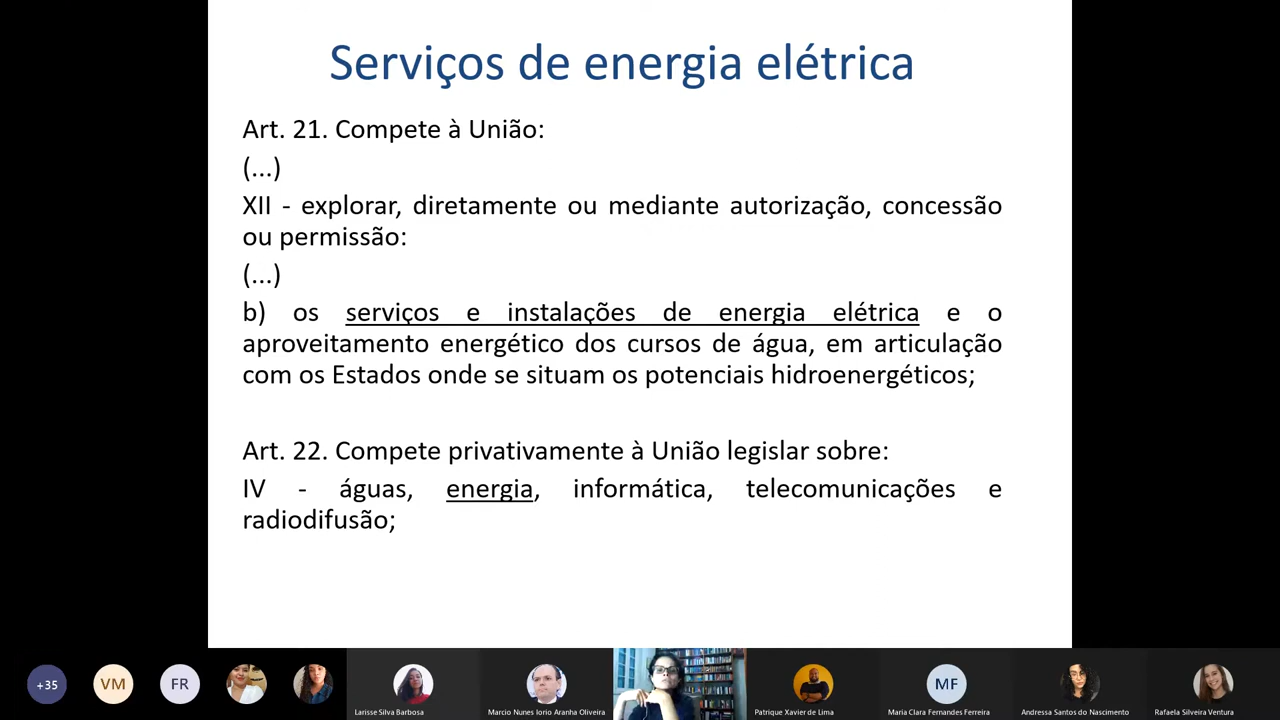 Serviços de energia elétrica
Art. 21. Compete à União:
(...)
XII - explorar, diretamente ou mediante autorização, concessão
ou permissão:
(...)
b) os serviços e instalações de energia elétrica e o
aproveitamento energético dos cursos de água, em articulação
com os Estados onde se situam os potenciais hidroenergéticos;
Art. 22. Compete privativamente à União legislar sobre:
IV - águas, energia, informática, telecomunicações e
radiodifusão;
+35
VM
FR
MF
Larisse Silva Barbosa
Marcio Nunes Iorio Aranha Oliveira
Patrique Xavier de Lima
Maria Clara Fernandes Ferreira
Andressa Santos do Nascimento
Rafaela Silveira Ventura